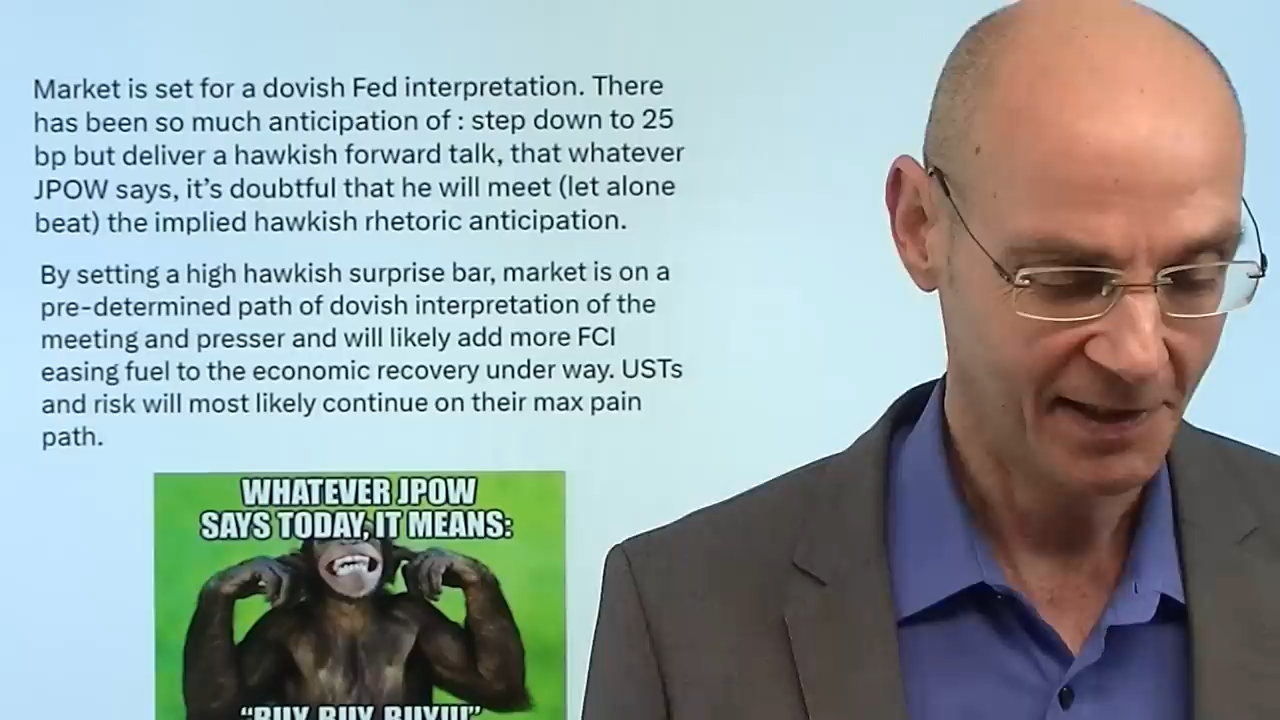 Market is set for a dovish Fed interpretation. There
has been so much anticipation of : step down to 25
bp but deliver a hawkish forward talk, that whatever
JPOW says, it's doubtful that he will meet (let alone
beat) the implied hawkish rhetoric anticipation.
By setting a high hawkish surprise bar, market is on a
pre-determined path of dovish interpretation of the
meeting and presser and will likely add more FCI
easing fuel to the economic recovery under way. USTs
and risk will most likely continue on their max pain
path.
WHATEVER JPOW
SAYS TODAY, IT MEANS:
"BUY BUY BUY!!!"